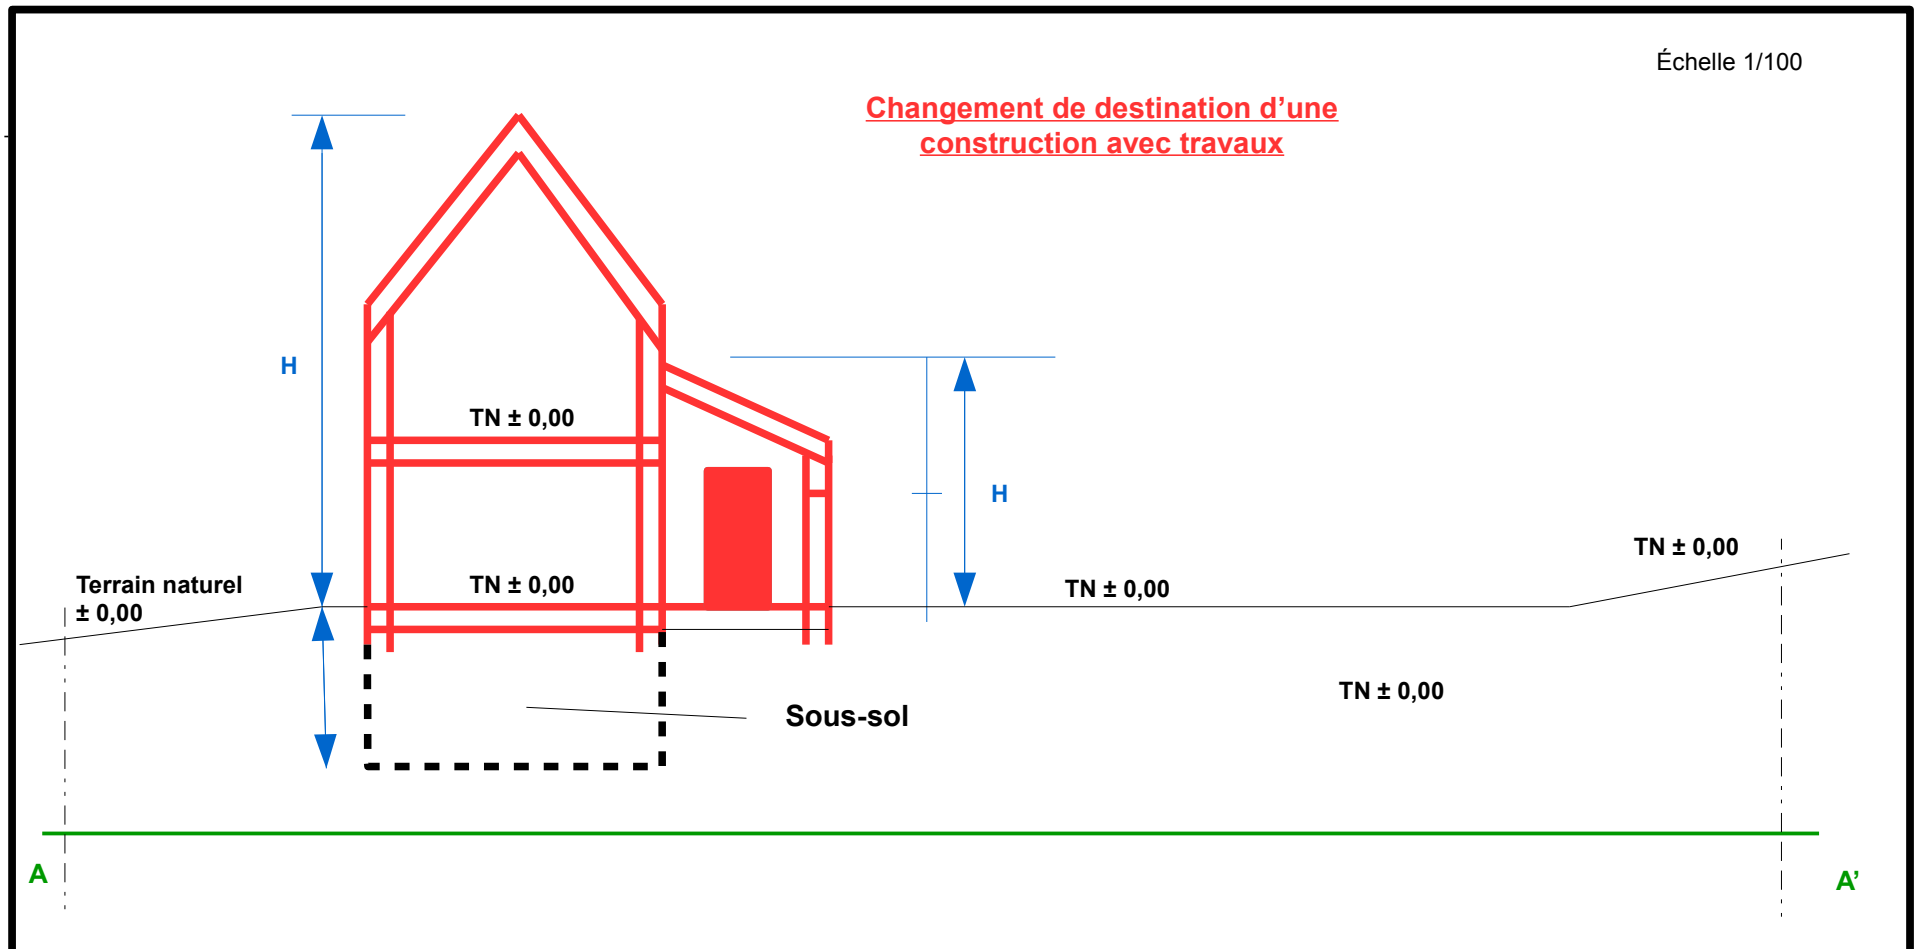 Échelle 1/100
Changement de destination d’une
construction avec travaux
H
TN ± 0,00
H
TN ± 0,00
Terrain naturel
± 0,00
TN ± 0,00
TN ± 0,00
TN ± 0,00
Sous-sol
A
A’